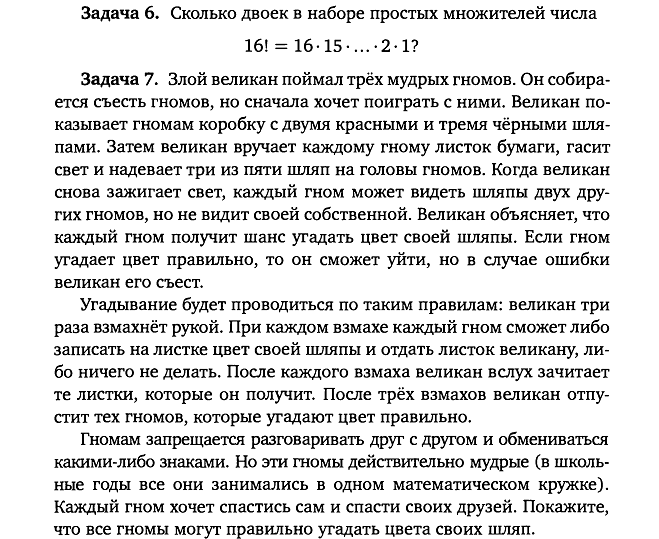 Задача 6. Сколько двоек в наборе простых множителей числа
16! = 16 · 15 · ... · 2 · 1?
Задача 7. Злой великан поймал трёх мудрых гномов. Он собира-
ется съесть гномов, но сначала хочет поиграть с ними. Великан по-
казывает гномам коробку с двумя красными и тремя чёрными шля-
пами. Затем великан вручает каждому гному листок бумаги, гасит
свет и надевает три из пяти шляп на головы гномов. Когда великан
снова зажигает свет, каждый гном может видеть шляпы двух дру-
гих гномов, но не видит своей собственной. Великан объясняет, что
каждый гном получит шанс угадать цвет своей шляпы. Если гном
угадает цвет правильно, то он сможет уйти, но в случае ошибки
великан его съест.
Угадывание будет проводиться по таким правилам: великан три
раза взмахнёт рукой. При каждом взмахе каждый гном сможет либо
записать на листке цвет своей шляпы и отдать листок великану, ли-
бо ничего не делать. После каждого взмаха великан вслух зачитает
те листки, которые он получит. После трёх взмахов великан отпу-
стит тех гномов, которые угадают цвет правильно.
Гномам запрещается разговаривать друг с другом и обмениваться
какими-либо знаками. Но эти гномы действительно мудрые (в школь-
ные годы все они занимались в одном математическом кружке).
Каждый гном хочет спастись сам и спасти своих друзей. Покажите,
что все гномы могут правильно угадать цвета своих шляп.